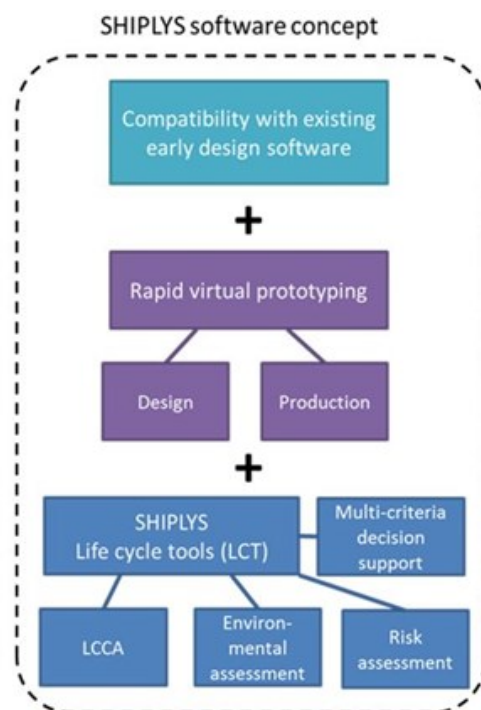 SHIPLYS software concept
Compatibility with existing
early design software
+
Rapid virtual prototyping
Design
Production
+
SHIPLYS
Life cycle tools (LCT)
Multi-criteria
decision
support
LCCA
Environ-
mental
assessment
Risk
assessment